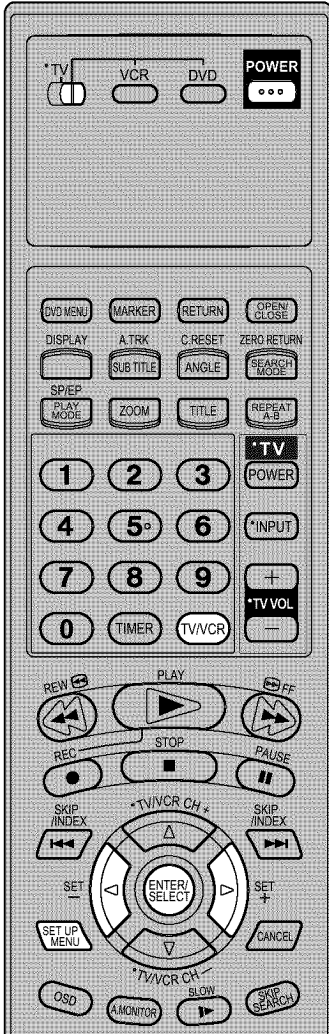 *TV VCR DVD POWER
DVD MENU MARKER RETURN OPEN/
CLOSE
DISPLAY A.TRK C.RESET ZERO RETURN
SUB TITLE ANGLE SEARCH
MODE
SP/EP
PLAY
MODE ZOOM TITLE REPEAT
A-B
1 2 3 *TV
POWER
4 5 6 *INPUT
7 8 9 +
*TV VOL
0 TIMER TV/VCR –
REW PLAY FF
REC STOP PAUSE
SKIP
/INDEX *TV/VCR CH + SKIP
/INDEX
SET
– ENTER/
SELECT SET
+
SET UP
MENU CANCEL
*TV/VCR CH –
OSD A.MONITOR SLOW SKIP
SEARCH